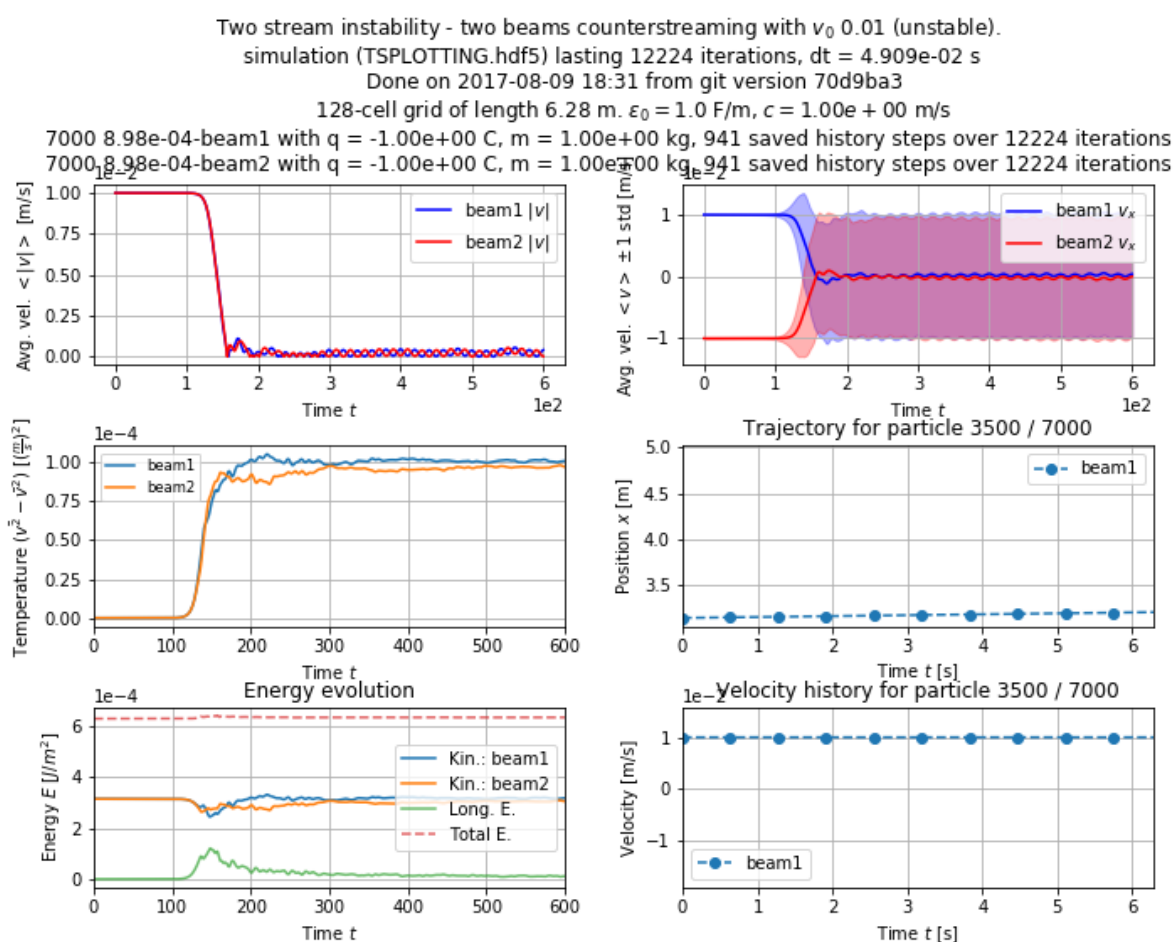 Two stream instability - two beams counterstreaming with v₀ 0.01 (unstable).
simulation (TSPLOTTING.hdf5) lasting 12224 iterations, dt = 4.909e-02 s
Done on 2017-08-09 18:31 from git version 70d9ba3
128-cell grid of length 6.28 m. ε₀ = 1.0 F/m, c = 1.00e + 00 m/s
7000 8.98e-04-beam1 with q = -1.00e+00 C, m = 1.00e+00 kg, 941 saved history steps over 12224 iterations
7000 8.98e-04-beam2 with q = -1.00e+00 C, m = 1.00e+00 kg, 941 saved history steps over 12224 iterations
1e-2
Avg. vel. < |v| > [m/s]
1.00
0.75
0.50
0.25
0.00
beam1 |v|
beam2 |v|
0 1 2 3 4 5 6
Time t
1e2
1e-2
Avg. vel. < v > ±1 std [m/s]
1
0
−1
beam1 vₓ
beam2 vₓ
0 1 2 3 4 5 6
Time t
1e2
1e-4
Temperature (v̄² − v̄²) [(m/s)²]
1.00
0.75
0.50
0.25
0.00
beam1
beam2
0 100 200 300 400 500 600
Time t
Trajectory for particle 3500 / 7000
Position x [m]
5.0
4.5
4.0
3.5
beam1
0 1 2 3 4 5 6
Time t [s]
Energy evolution
1e-4
Energy E [J/m²]
6
4
2
0
Kin.: beam1
Kin.: beam2
Long. E.
Total E.
0 100 200 300 400 500 600
Time t
Velocity history for particle 3500 / 7000
1e-2
Velocity [m/s]
1
0
−1
beam1
0 1 2 3 4 5 6
Time t [s]